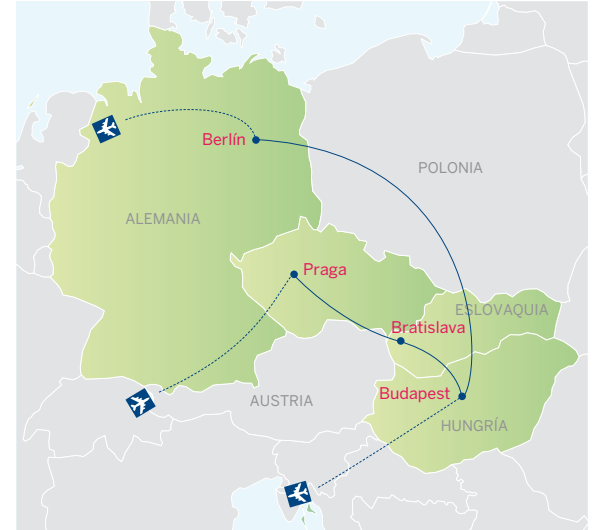 Berlín
POLONIA
ALEMANIA
Praga
ESLOVAQUIA
Bratislava
Budapest
AUSTRIA
HUNGRÍA